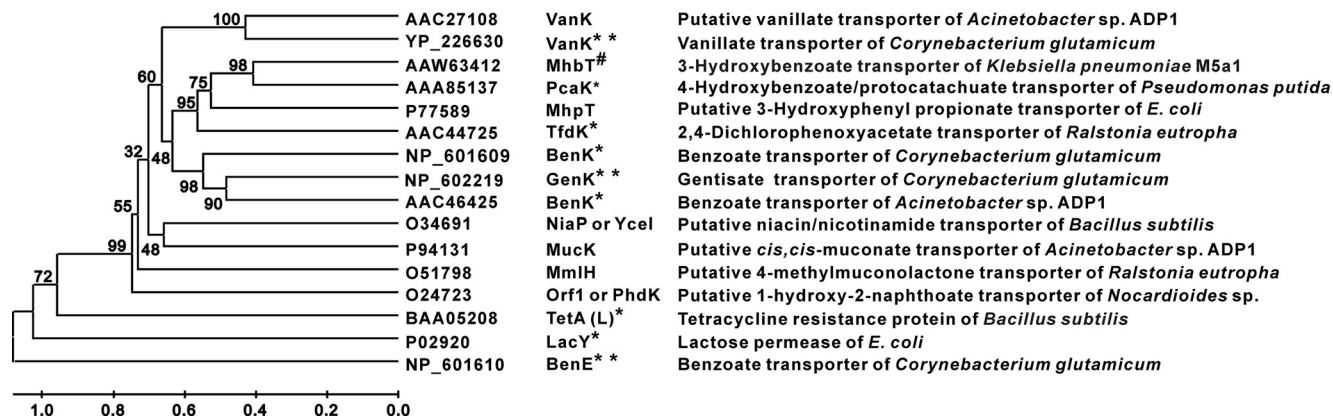 AAC27108 VanK Putative vanillate transporter of Acinetobacter sp. ADP1
YP_226630 VanK** Vanillate transporter of Corynebacterium glutamicum
AAW63412 MhbT# 3-Hydroxybenzoate transporter of Klebsiella pneumoniae M5a1
AAA85137 PcaK* 4-Hydroxybenzoate/protocatachuate transporter of Pseudomonas putida
P77589 MhpT Putative 3-Hydroxyphenyl propionate transporter of E. coli
AAC44725 TfdK* 2,4-Dichlorophenoxyacetate transporter of Ralstonia eutropha
NP_601609 BenK* Benzoate transporter of Corynebacterium glutamicum
NP_602219 GenK** Gentisate transporter of Corynebacterium glutamicum
AAC46425 BenK* Benzoate transporter of Acinetobacter sp. ADP1
O34691 NiaP or YceI Putative niacin/nicotinamide transporter of Bacillus subtilis
P94131 MucK Putative cis,cis-muconate transporter of Acinetobacter sp. ADP1
O51798 MmlH Putative 4-methylmuconolactone transporter of Ralstonia eutropha
O24723 Orf1 or PhdK Putative 1-hydroxy-2-naphthoate transporter of Nocardioides sp.
BAA05208 TetA (L)* Tetracycline resistance protein of Bacillus subtilis
P02920 LacY* Lactose permease of E. coli
NP_601610 BenE** Benzoate transporter of Corynebacterium glutamicum
100
98
60
75
95
32
48
98
90
55
99
48
72
1.0 0.8 0.6 0.4 0.2 0.0